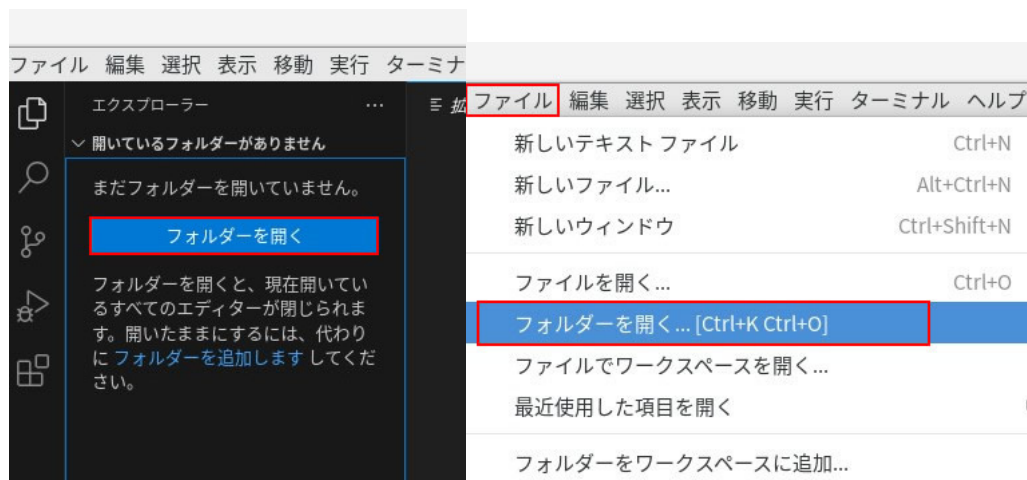 ファイル 編集 選択 表示 移動 実行 ターミナ
エクスプローラー ...
開いているフォルダーがありません
まだフォルダーを開いていません。
フォルダーを開く
フォルダーを開くと、現在開いてい
るすべてのエディターが閉じられま
す。開いたままにするには、代わり
に フォルダーを追加します してくだ
さい。
拡
ファイル 編集 選択 表示 移動 実行 ターミナル ヘルプ
新しいテキスト ファイル Ctrl+N
新しいファイル... Alt+Ctrl+N
新しいウィンドウ Ctrl+Shift+N
ファイルを開く... Ctrl+O
フォルダーを開く... [Ctrl+K Ctrl+O]
ファイルでワークスペースを開く...
最近使用した項目を開く
フォルダーをワークスペースに追加...